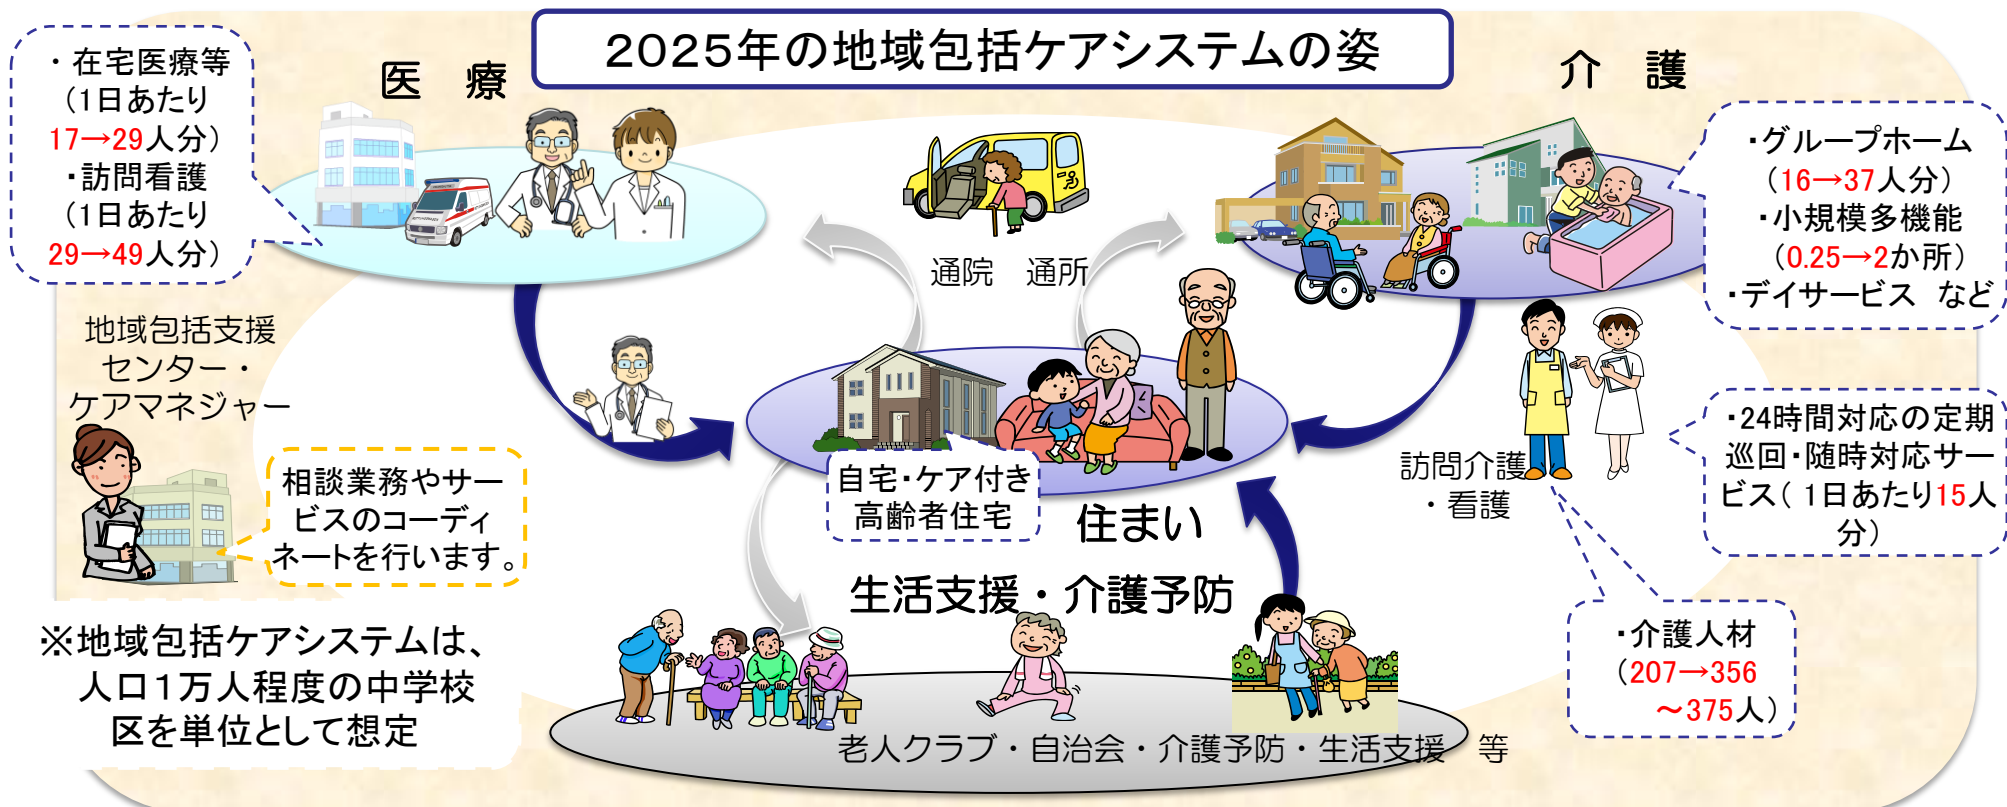 2025年の地域包括ケアシステムの姿
・在宅医療等
(1日あたり
17→29人分)
・訪問看護
(1日あたり
29→49人分)
医　療
介　護
・グループホーム
(16→37人分)
・小規模多機能
(0.25→2か所)
・デイサービス　など
通院　通所
地域包括支援
センター・
ケアマネジャー
相談業務やサー
ビスのコーディ
ネートを行います。
自宅・ケア付き
高齢者住宅
住まい
訪問介護
・看護
・24時間対応の定期
巡回・随時対応サー
ビス( 1日あたり15人
分)
生活支援・介護予防
・介護人材
(207→356
～375人)
※地域包括ケアシステムは、
人口１万人程度の中学校
区を単位として想定
老人クラブ・自治会・介護予防・生活支援　等